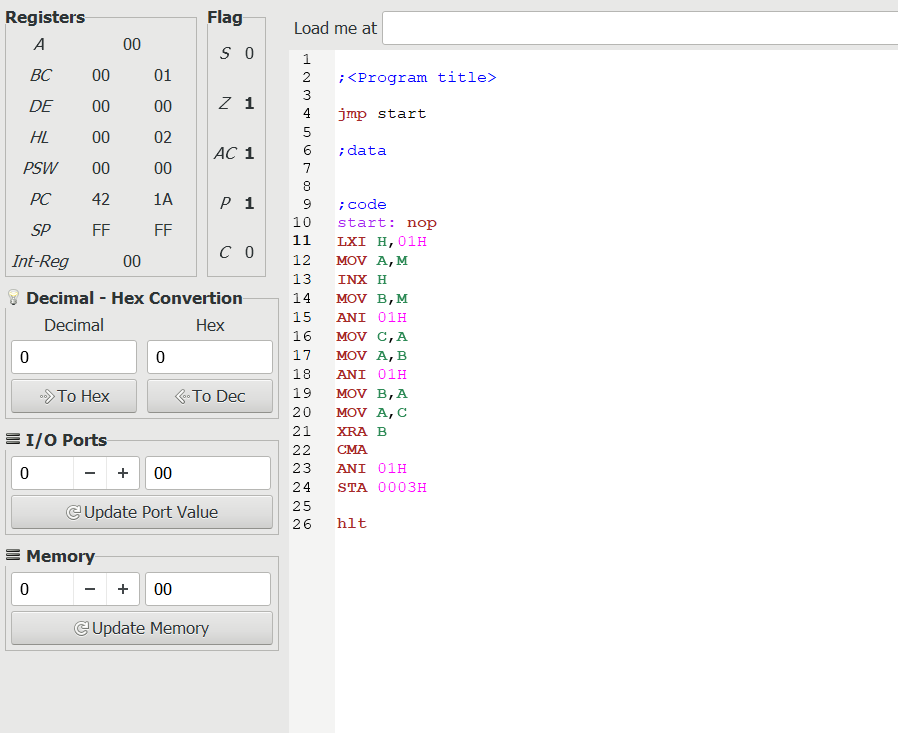 Registers
A 00
BC 00 01
DE 00 00
HL 00 02
PSW 00 00
PC 42 1A
SP FF FF
Int-Reg 00
Flag
S 0
Z 1
AC 1
P 1
C 0
Decimal - Hex Convertion
Decimal Hex
0 0
To Hex To Dec
I/O Ports
0 − + 00
Update Port Value
Memory
0 − + 00
Update Memory
Load me at
1
2 ;<Program title>
3
4 jmp start
5
6 ;data
7
8
9 ;code
10 start: nop
11 LXI H,01H
12 MOV A,M
13 INX H
14 MOV B,M
15 ANI 01H
16 MOV C,A
17 MOV A,B
18 ANI 01H
19 MOV B,A
20 MOV A,C
21 XRA B
22 CMA
23 ANI 01H
24 STA 0003H
25
26 hlt